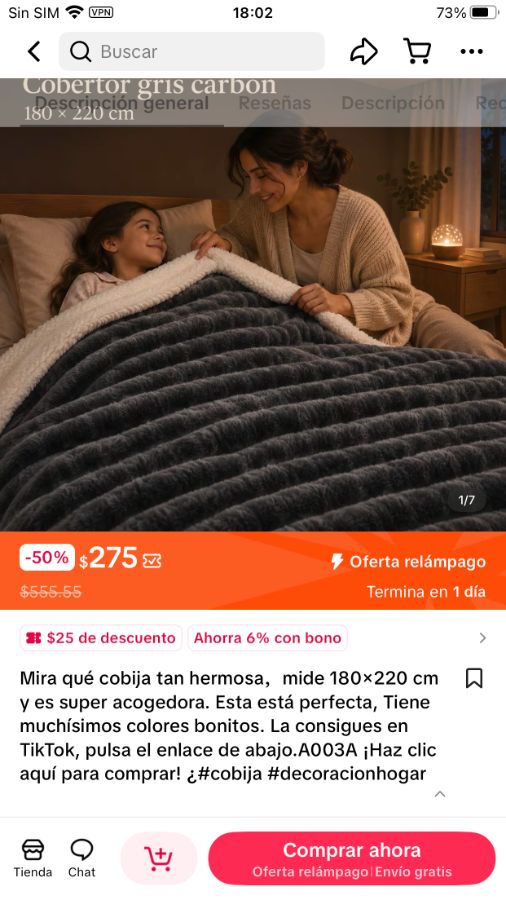 Sin SIM VPN 18:02 73%
Buscar
Cobertor gris carbón
Descripción general Reseñas Descripción Rec
180 × 220 cm
1/7
-50% $275 Oferta relámpago
$555.55 Termina en 1 día
$25 de descuento Ahorra 6% con bono
Mira qué cobija tan hermosa, mide 180×220 cm
y es super acogedora. Esta está perfecta, Tiene
muchísimos colores bonitos. La consigues en
TikTok, pulsa el enlace de abajo.A003A ¡Haz clic
aquí para comprar! ¿#cobija #decoracionhogar
Tienda Chat Comprar ahora
Oferta relámpago|Envío gratis